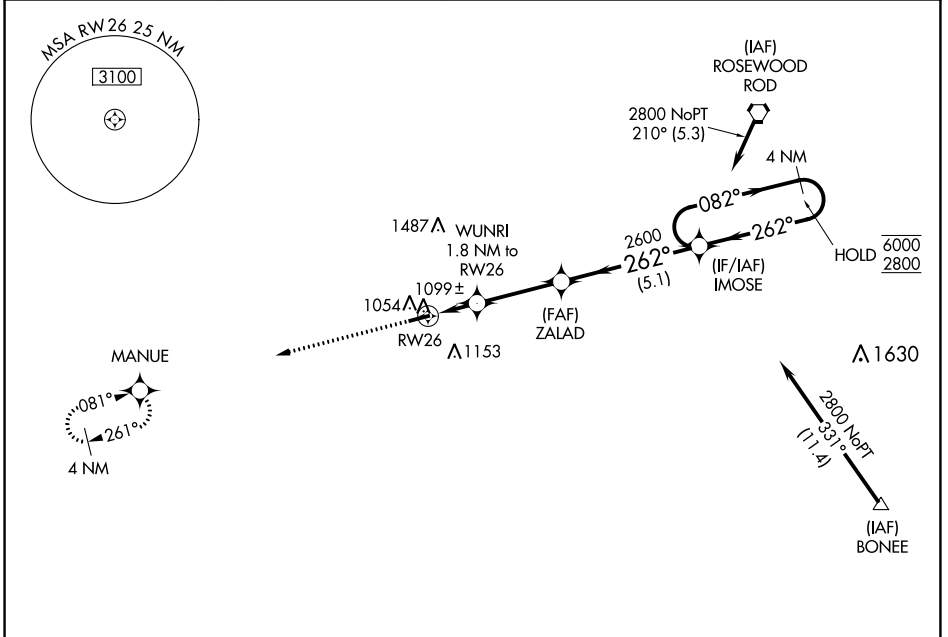 MSA RW26 25 NM
3100
(IAF)
ROSEWOOD
ROD
2800 NoPT
210° (5.3)
4 NM
082°
262°
HOLD 6000
2800
(IF/IAF)
IMOSE
2600
262°
(5.1)
(FAF)
ZALAD
1487
WUNRI
1.8 NM to
RW26
1099±
1054
RW26
1153
MANUE
081°
261°
4 NM
1630
2800 NoPT
331°
(11.4)
(IAF)
BONEE